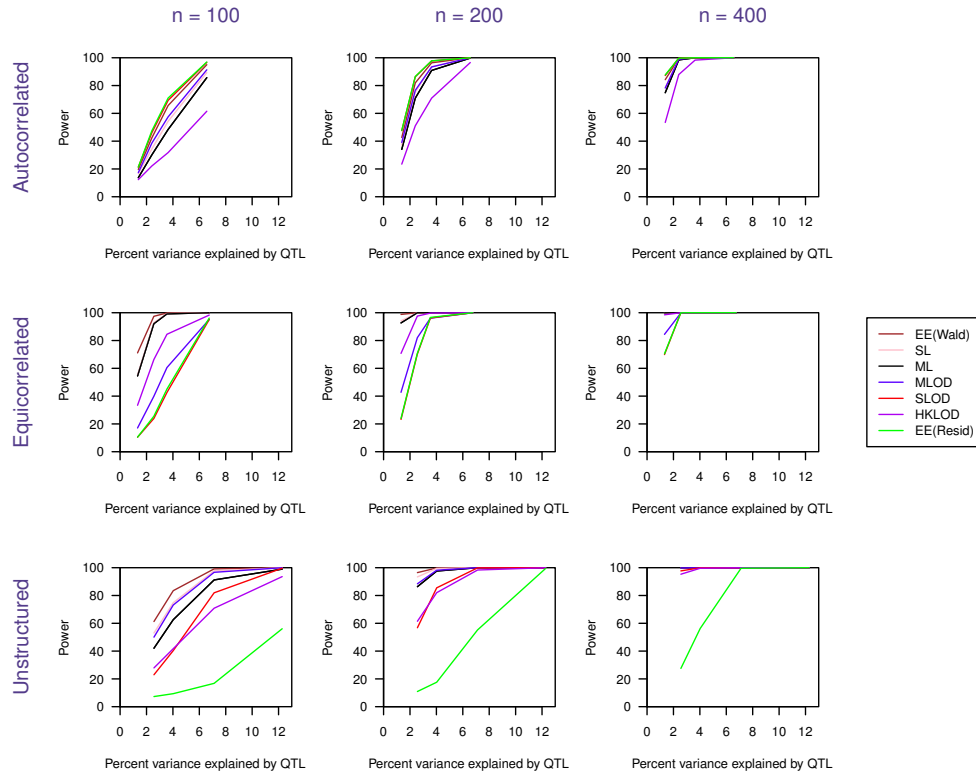 n = 100
n = 200
n = 400
Autocorrelated
Power
0
20
40
60
80
100
0 2 4 6 8 10 12
Percent variance explained by QTL
Power
0
20
40
60
80
100
0 2 4 6 8 10 12
Percent variance explained by QTL
Power
0
20
40
60
80
100
0 2 4 6 8 10 12
Percent variance explained by QTL
Equicorrelated
Power
0
20
40
60
80
100
0 2 4 6 8 10 12
Percent variance explained by QTL
Power
0
20
40
60
80
100
0 2 4 6 8 10 12
Percent variance explained by QTL
Power
0
20
40
60
80
100
0 2 4 6 8 10 12
Percent variance explained by QTL
EE(Wald)
SL
ML
MLOD
SLOD
HKLOD
EE(Resid)
Unstructured
Power
0
20
40
60
80
100
0 2 4 6 8 10 12
Percent variance explained by QTL
Power
0
20
40
60
80
100
0 2 4 6 8 10 12
Percent variance explained by QTL
Power
0
20
40
60
80
100
0 2 4 6 8 10 12
Percent variance explained by QTL